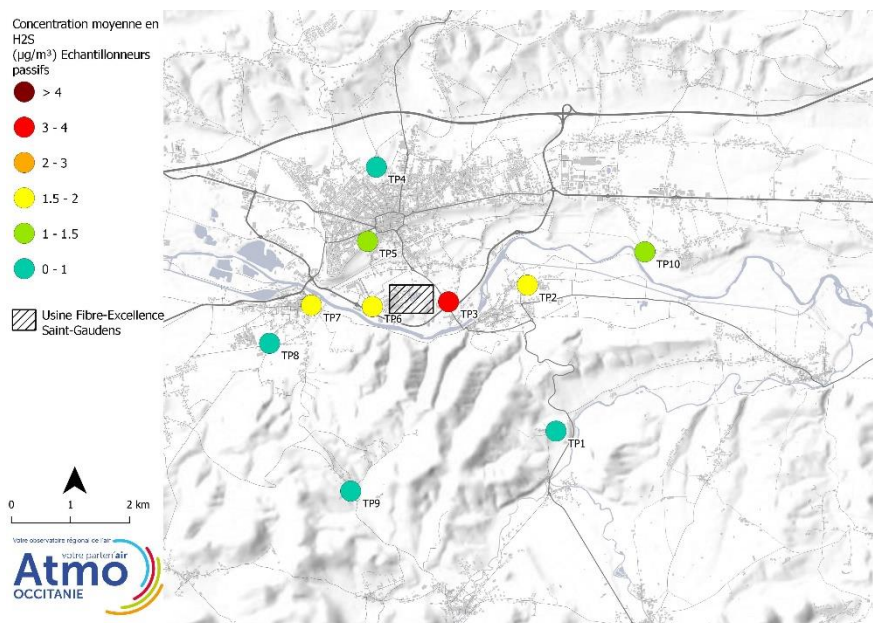 Concentration moyenne en
H2S
(µg/m³) Echantillonneurs
passifs
> 4
3 - 4
2 - 3
1.5 - 2
1 - 1.5
0 - 1
Usine Fibre-Excellence
Saint-Gaudens
0 1 2 km
Votre observatoire régional de l'air
votre parten'air
Atmo
OCCITANIE
TP4
TP5
TP10
TP2
TP7
TP6
TP3
TP8
TP1
TP9